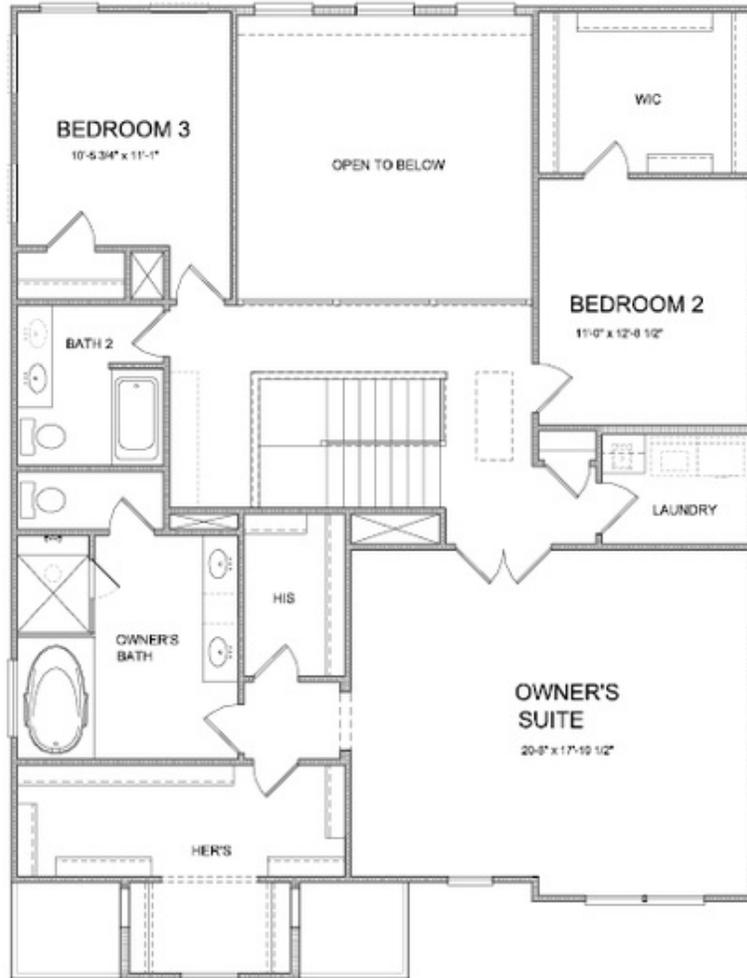 BEDROOM 3
10'-5 3/4" x 11'-1"
OPEN TO BELOW
WIC
BEDROOM 2
11'-0" x 12'-8 1/2"
BATH 2
LAUNDRY
HIS
OWNER'S
BATH
OWNER'S
SUITE
20-8" x 17'-10 1/2"
HER'S